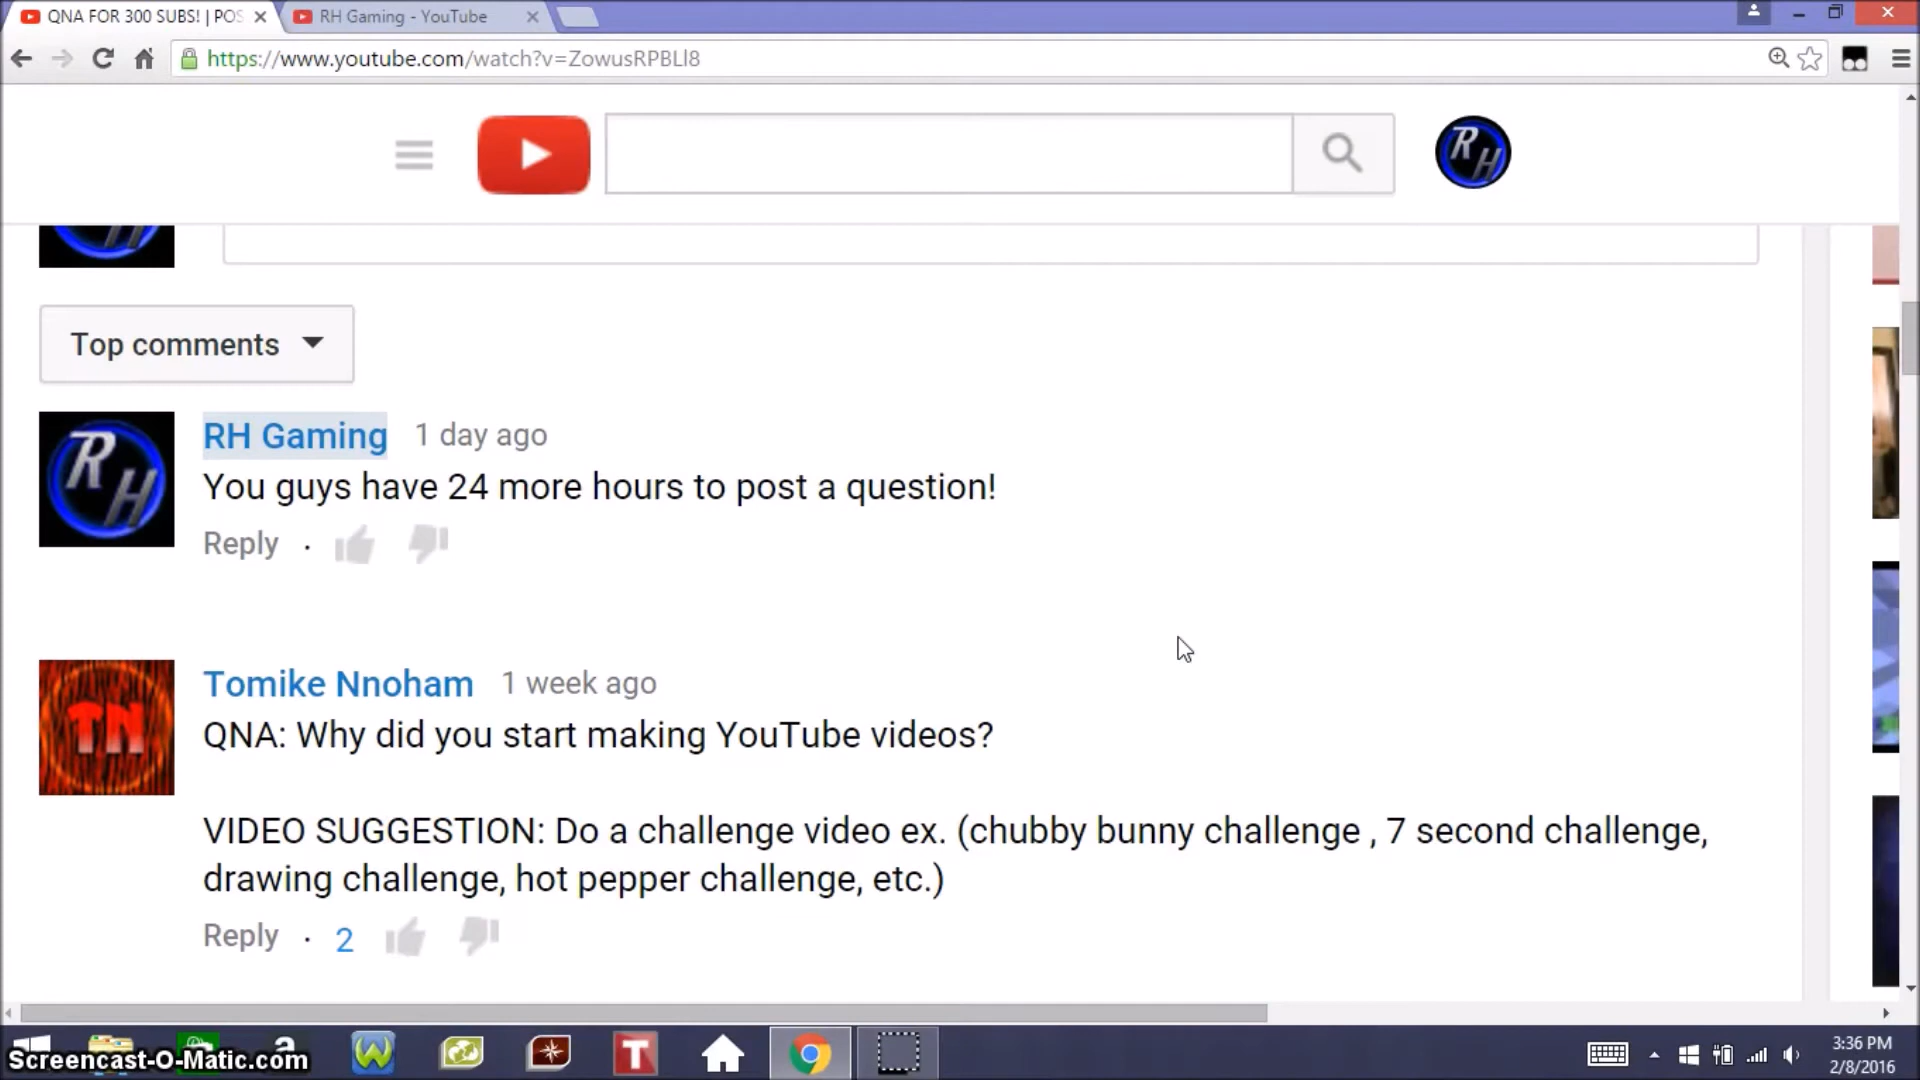 QNA FOR 300 SUBS! | POS
RH Gaming - YouTube
https://www.youtube.com/watch?v=ZowusRPBLl8
RH
Top comments
RH
RH Gaming 1 day ago
You guys have 24 more hours to post a question!
Reply
TN
Tomike Nnoham 1 week ago
QNA: Why did you start making YouTube videos?
VIDEO SUGGESTION: Do a challenge video ex. (chubby bunny challenge , 7 second challenge,
drawing challenge, hot pepper challenge, etc.)
Reply · 2
Screencast-O-Matic.com
W
T
3:36 PM
2/8/2016